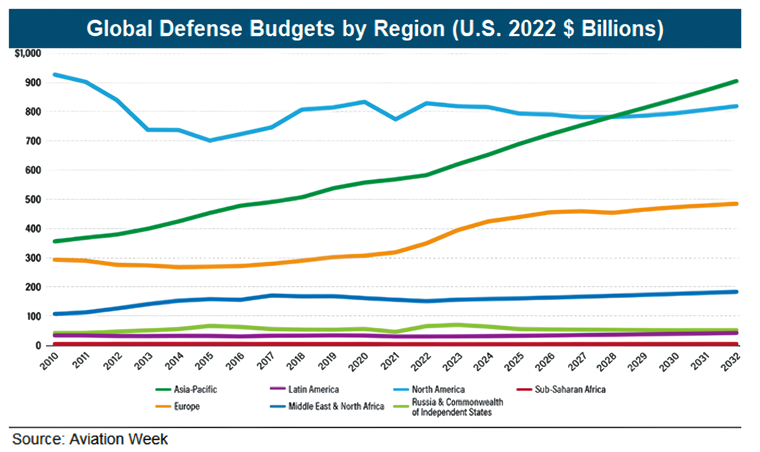 Global Defense Budgets by Region (U.S. 2022 $ Billions)
$1,000
900
800
700
600
500
400
300
200
100
0
2010 2011 2012 2013 2014 2015 2016 2017 2018 2019 2020 2021 2022 2023 2024 2025 2026 2027 2028 2029 2030 2031 2032
Asia-Pacific Latin America North America Sub-Saharan Africa
Europe Middle East & North Africa Russia & Commonwealth
of Independent States
Source: Aviation Week